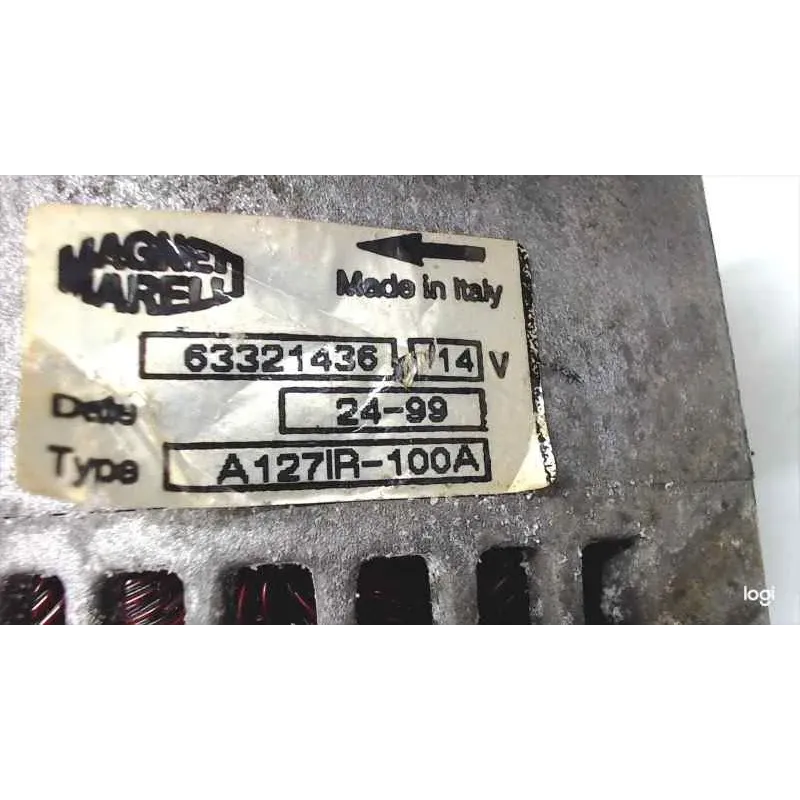 MAGNETI
MARELLI
Made in Italy
63321436 14 V
Date 24-99
Type A127IR-100A
logi